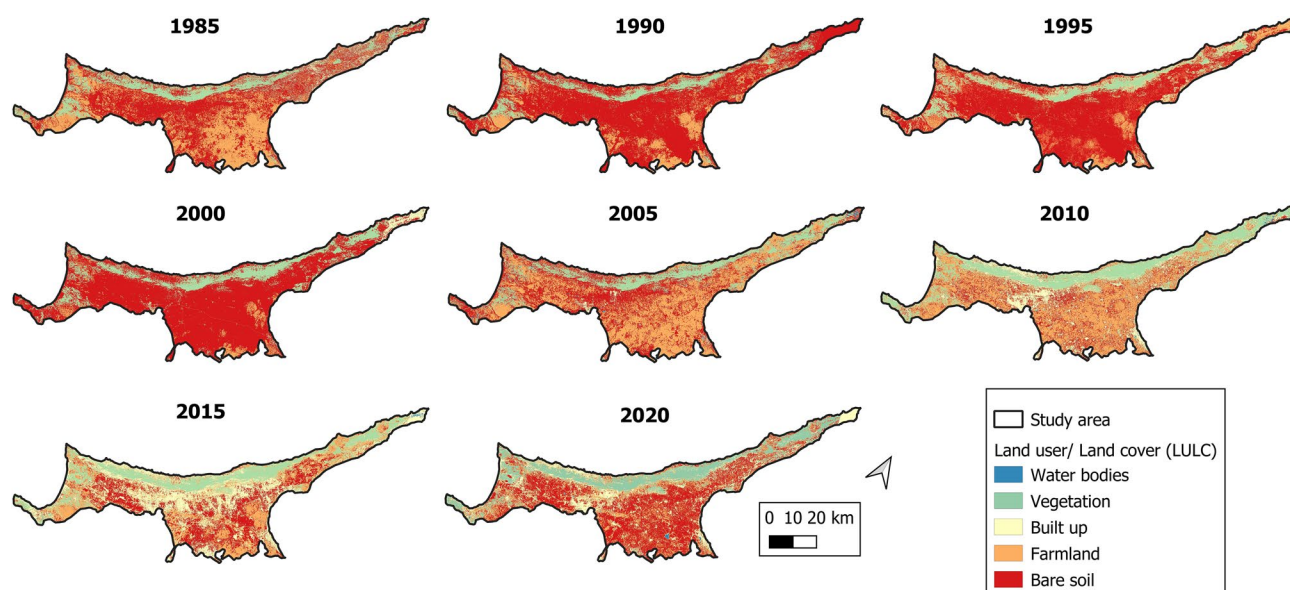 1985
1990
1995
2000
2005
2010
2015
2020
0 10 20 km
Study area
Land user/ Land cover (LULC)
Water bodies
Vegetation
Built up
Farmland
Bare soil